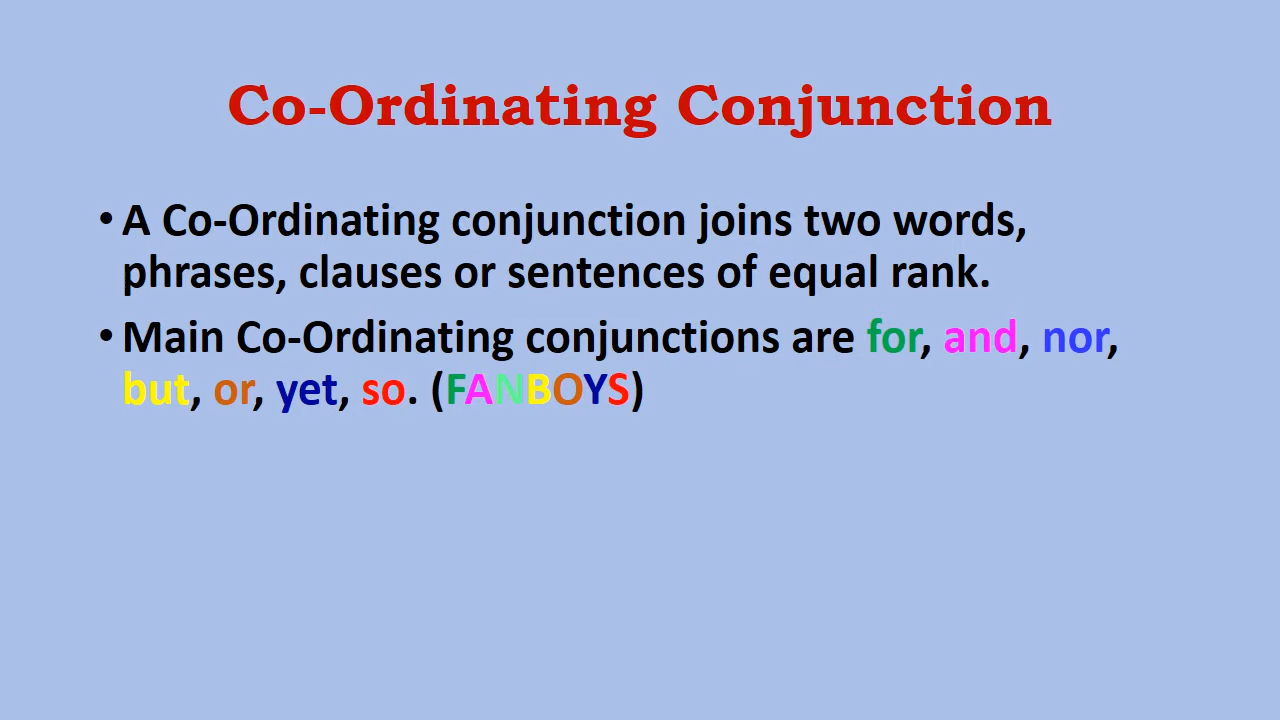 Co-Ordinating Conjunction
• A Co-Ordinating conjunction joins two words,
phrases, clauses or sentences of equal rank.
• Main Co-Ordinating conjunctions are for, and, nor,
but, or, yet, so. (FANBOYS)